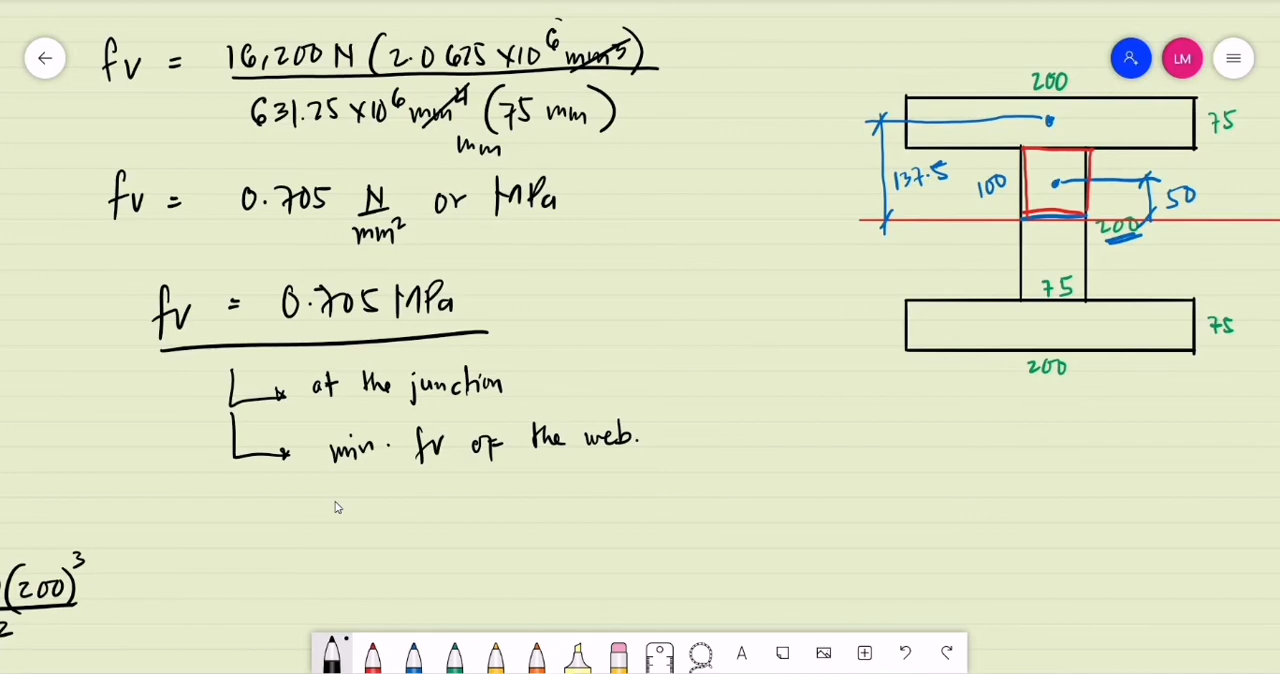 fv = 16,200 N (2.0625 x10^6 mm^3)
631.25 x10^6 mm^4 (75 mm)
mm
fv = 0.705 N/mm^2 or MPa
fv = 0.705 MPa
at the junction
min. fv of the web.
(200)^3
2
LM
200
75
137.5
100
50
200
75
75
200
A